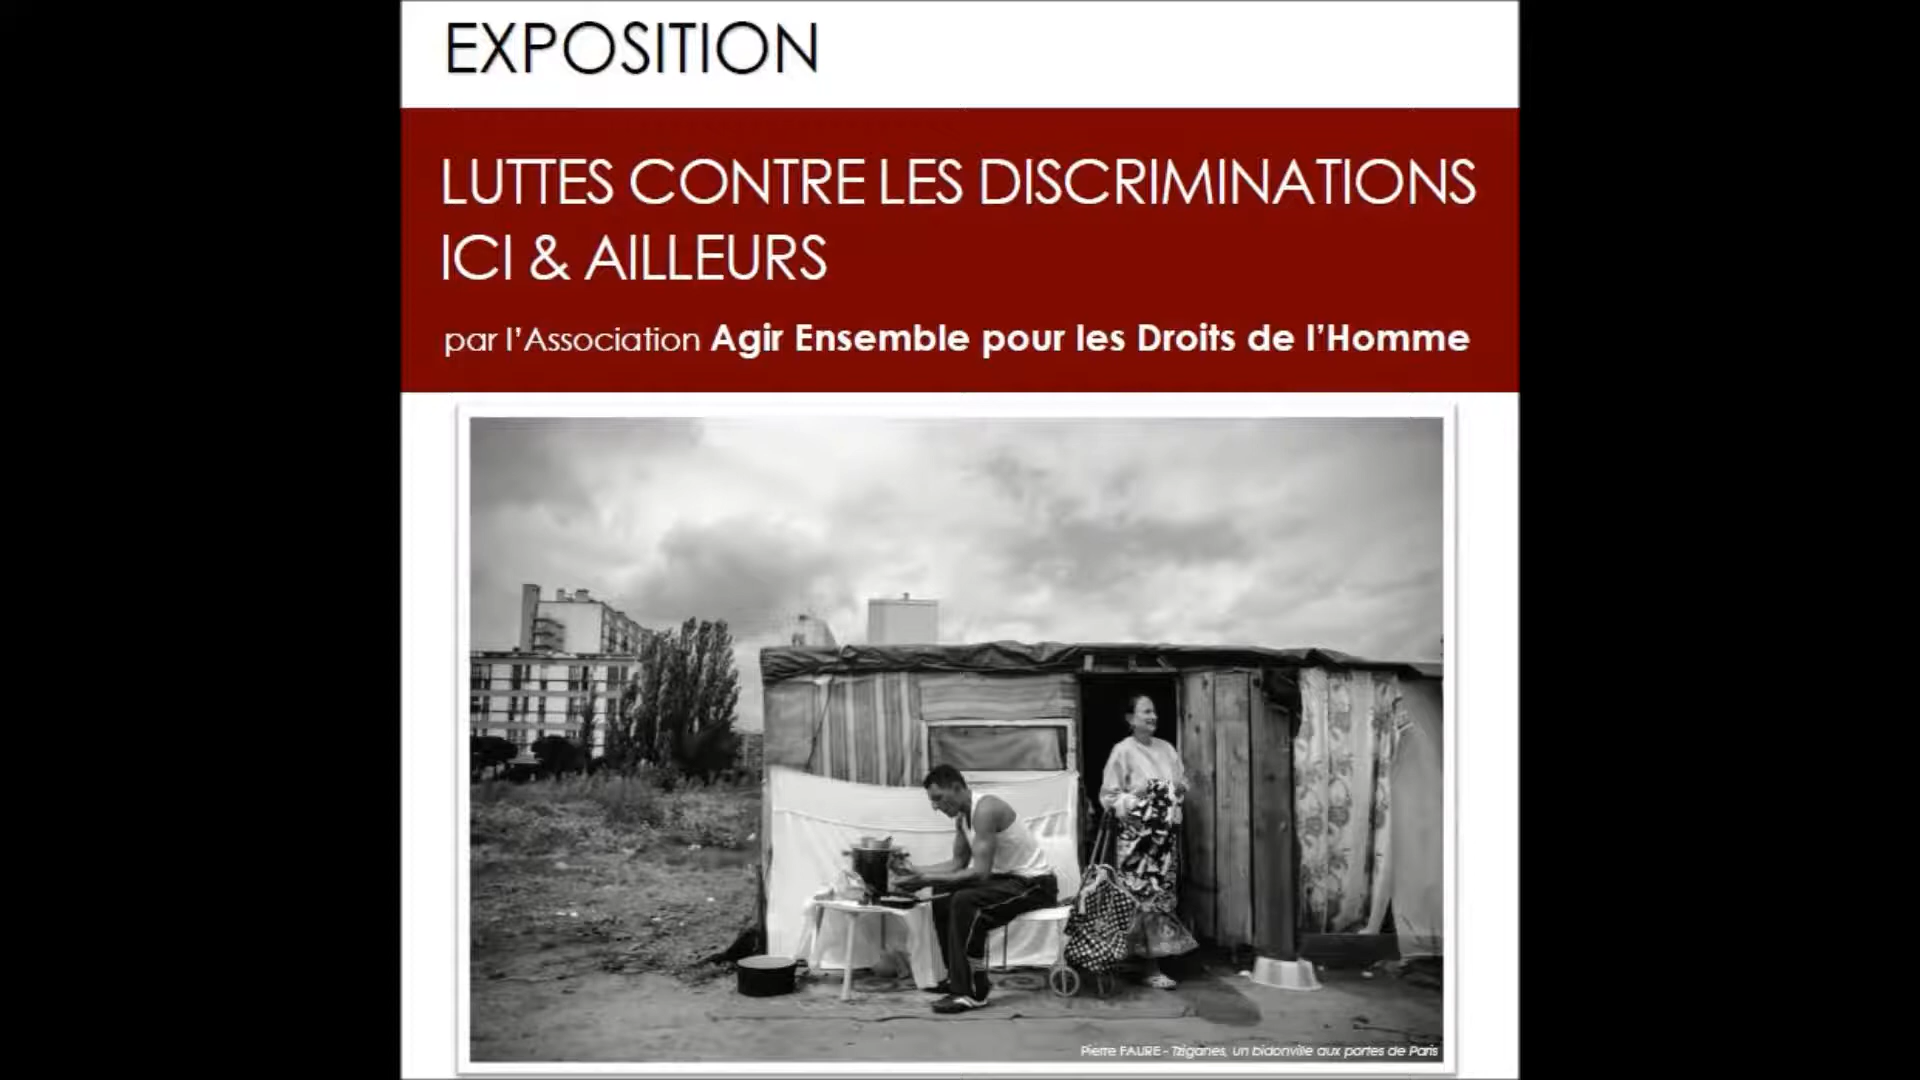 EXPOSITION
LUTTES CONTRE LES DISCRIMINATIONS
ICI & AILLEURS
par l’Association Agir Ensemble pour les Droits de l’Homme
Pierre FAURE - Tziganes, un bidonville aux portes de Paris